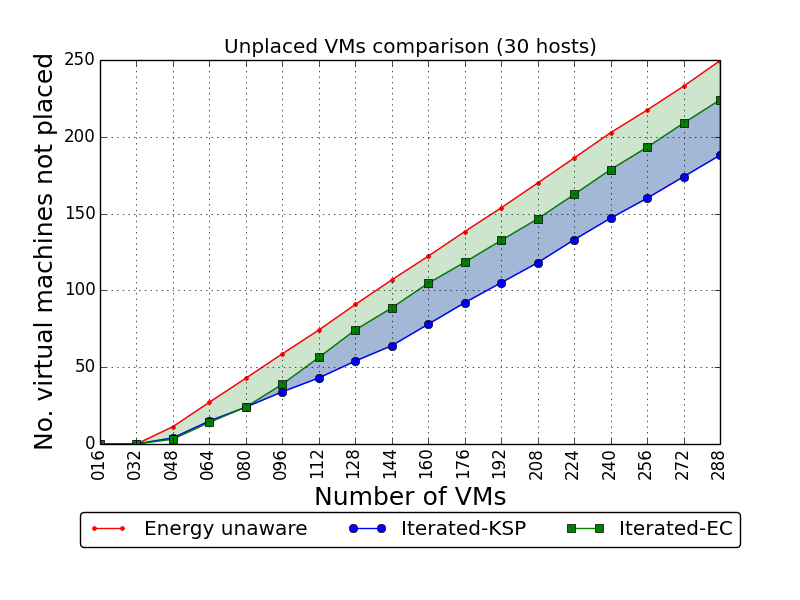 Unplaced VMs comparison (30 hosts)
No. virtual machines not placed
250
200
150
100
50
0
016 032 048 064 080 096 112 128 144 160 176 192 208 224 240 256 272 288
Number of VMs
Energy unaware Iterated-KSP Iterated-EC